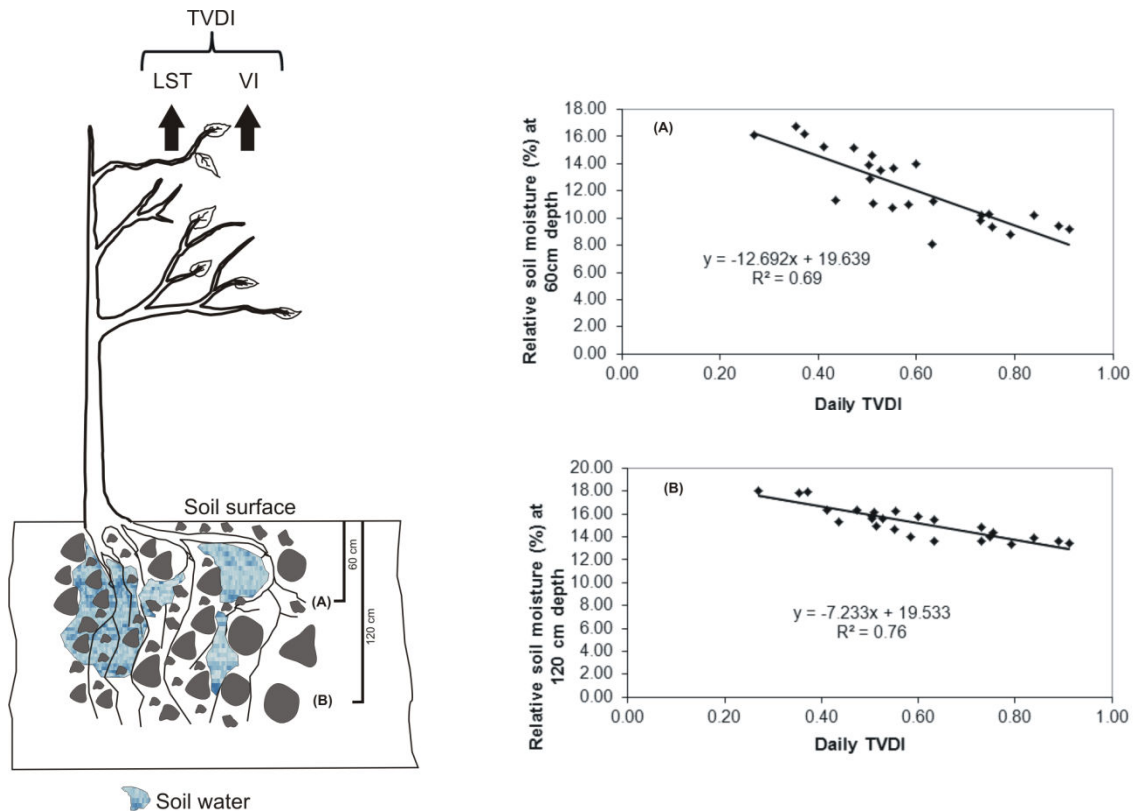 TVDI
LST VI
Soil surface
60 cm
120 cm
(A)
(B)
Soil water
Relative soil moisture (%) at
60cm depth
18.00
16.00
14.00
12.00
10.00
8.00
6.00
4.00
2.00
0.00
(A)
y = -12.692x + 19.639
R² = 0.69
0.00 0.20 0.40 0.60 0.80 1.00
Daily TVDI
Relative soil moisture (%) at
120 cm depth
20.00
18.00
16.00
14.00
12.00
10.00
8.00
6.00
4.00
2.00
0.00
(B)
y = -7.233x + 19.533
R² = 0.76
0.00 0.20 0.40 0.60 0.80 1.00
Daily TVDI